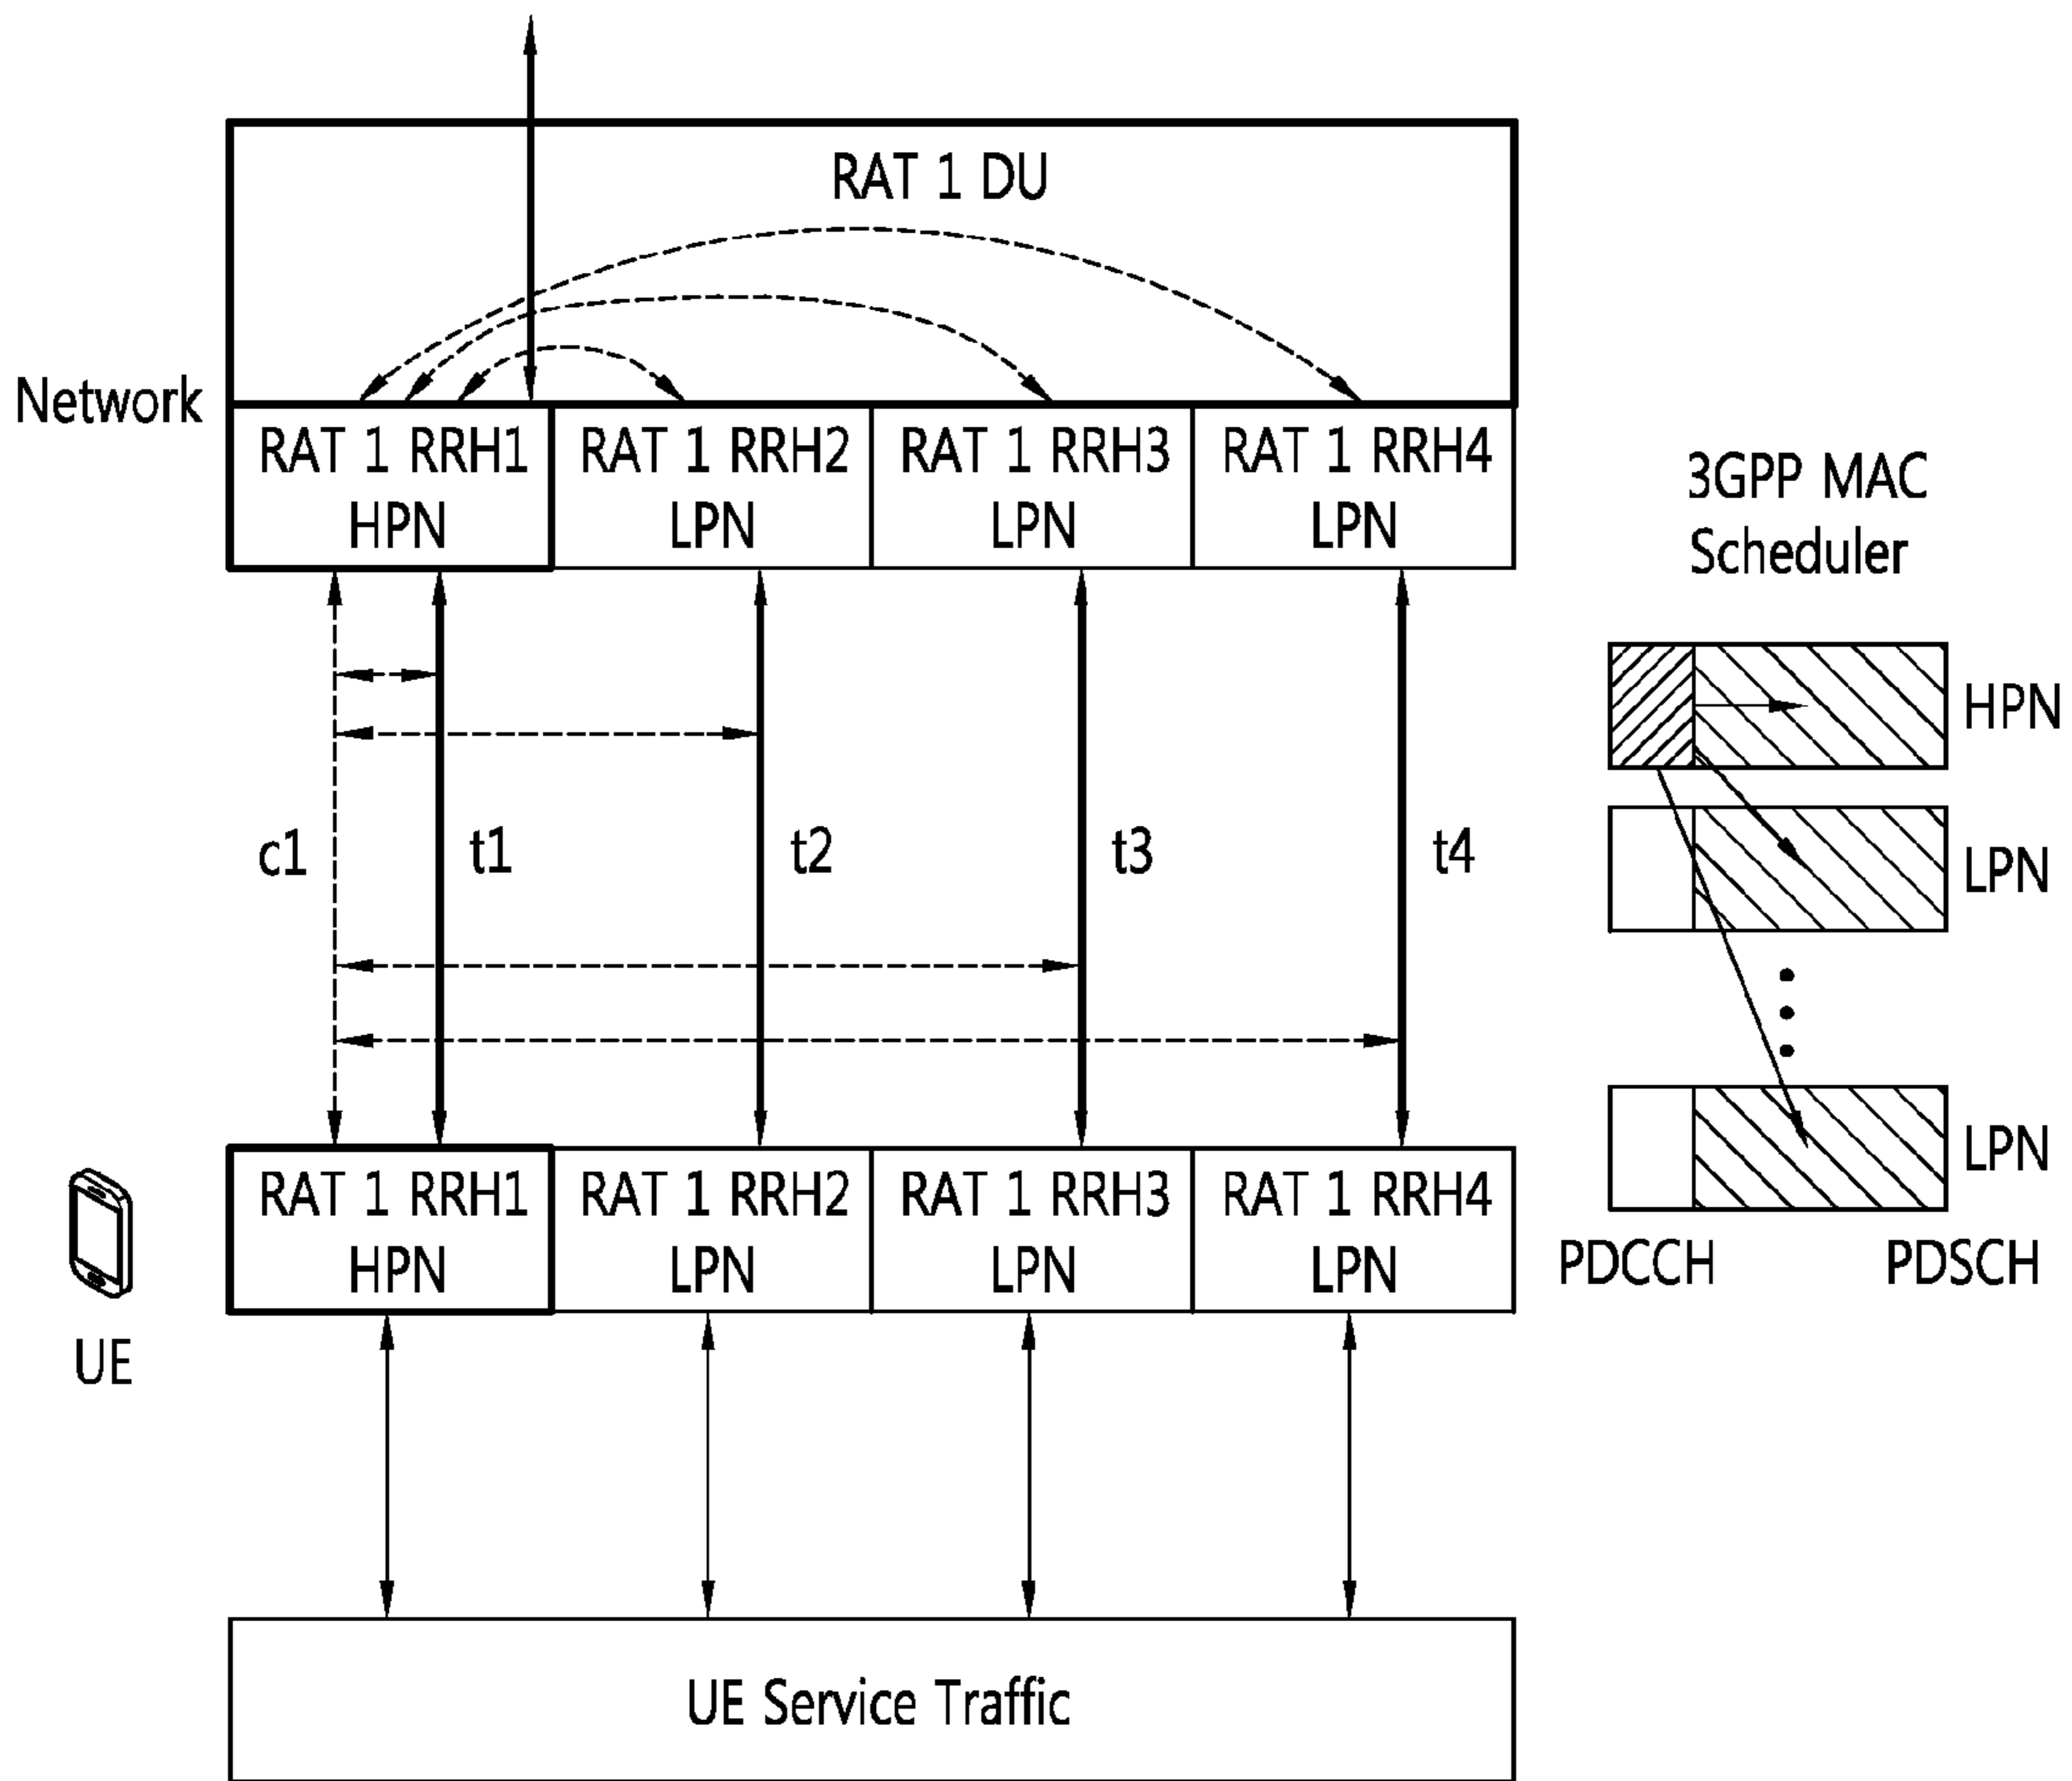 RAT 1 DU
Network
RAT 1 RRH1
HPN
RAT 1 RRH2
LPN
RAT 1 RRH3
LPN
RAT 1 RRH4
LPN
3GPP MAC
Scheduler
HPN
LPN
LPN
PDCCH
PDSCH
c1
t1
t2
t3
t4
RAT 1 RRH1
HPN
RAT 1 RRH2
LPN
RAT 1 RRH3
LPN
RAT 1 RRH4
LPN
UE
UE Service Traffic